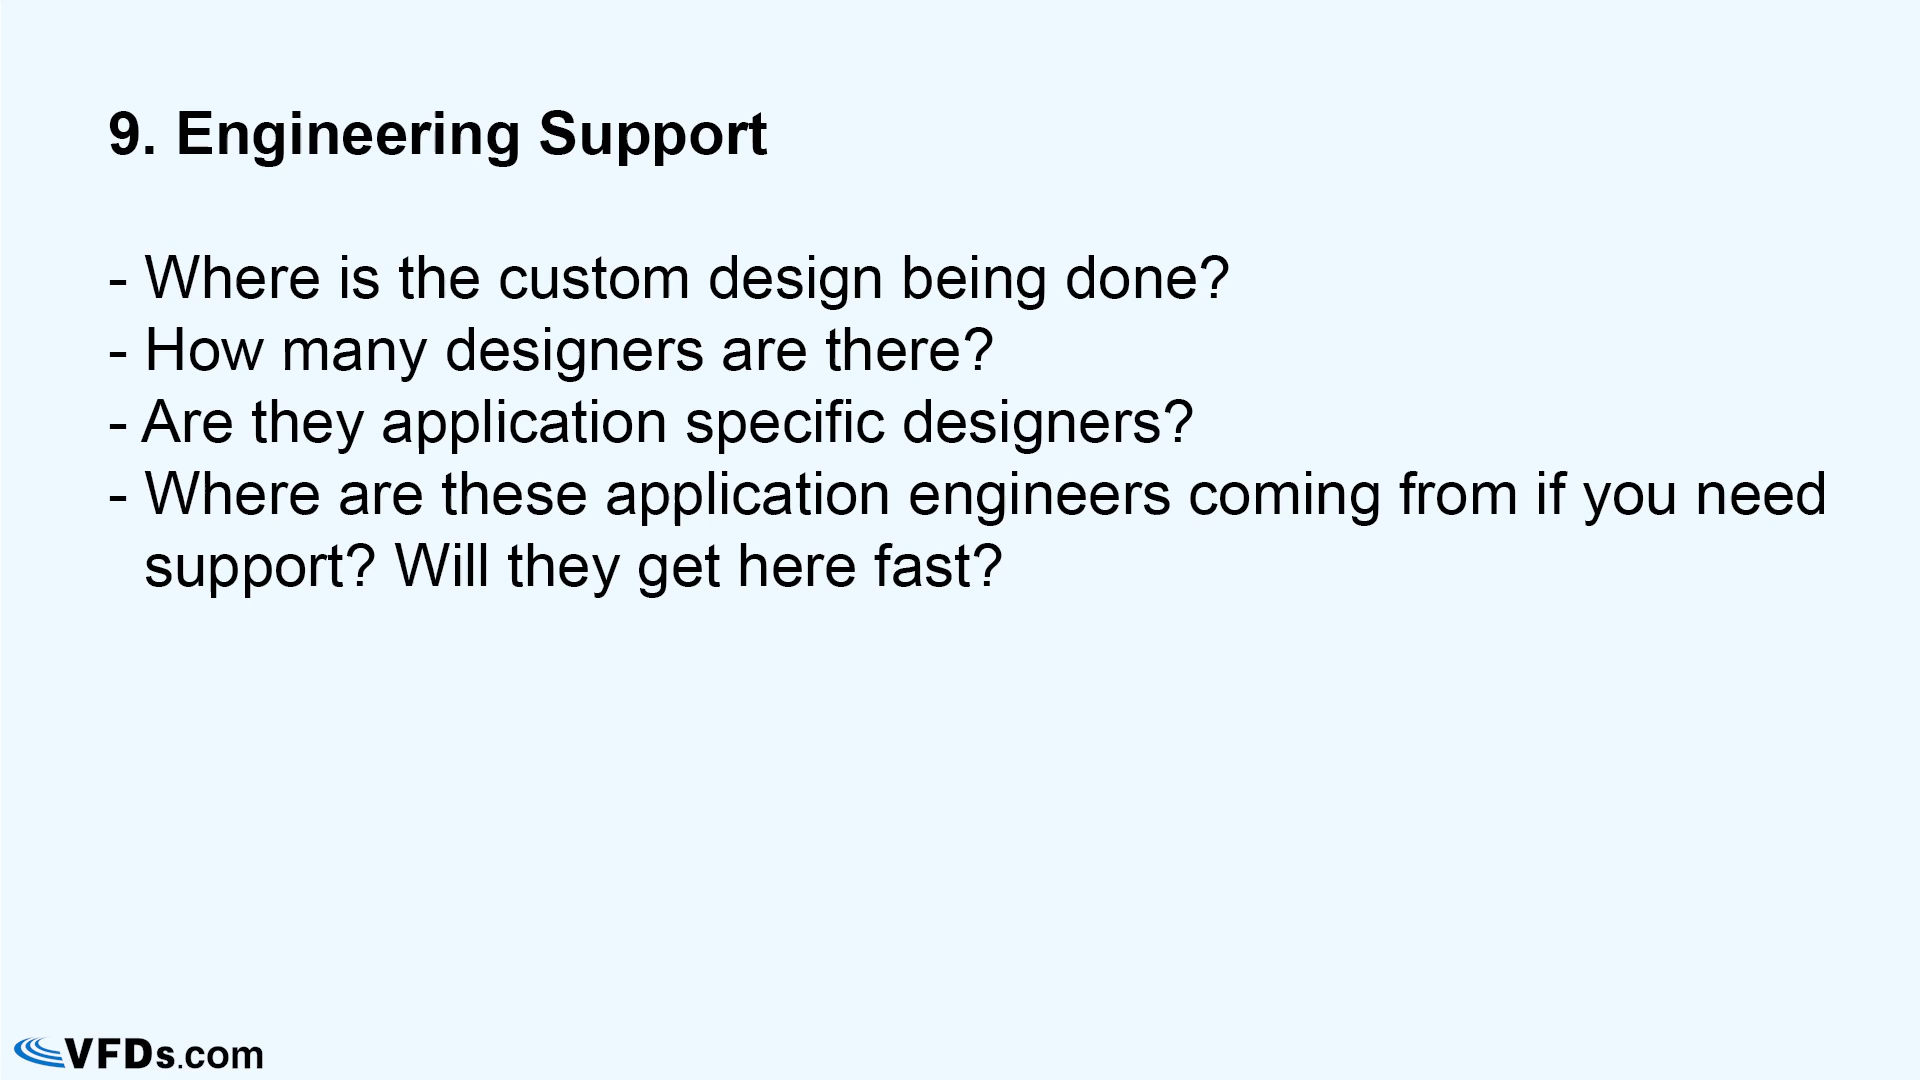 9. Engineering Support
- Where is the custom design being done?
- How many designers are there?
- Are they application specific designers?
- Where are these application engineers coming from if you need
support? Will they get here fast?
VFDs.com